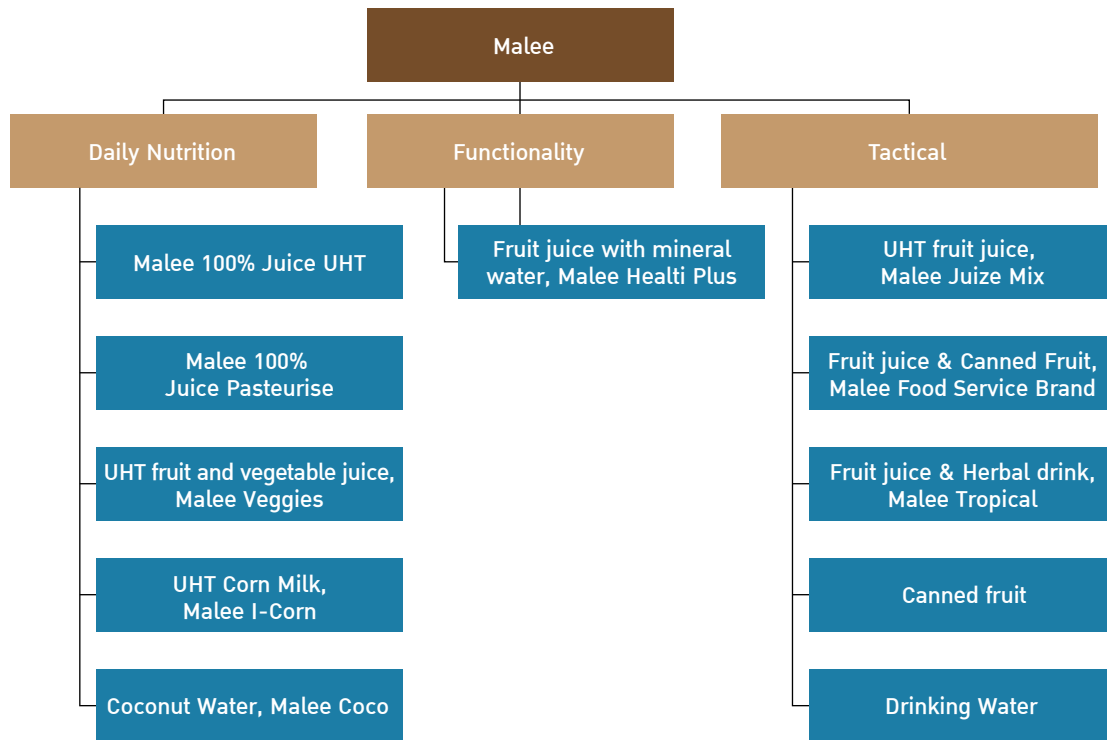 Malee
Daily Nutrition
Functionality
Tactical
Malee 100% Juice UHT
Malee 100%
Juice Pasteurise
UHT fruit and vegetable juice,
Malee Veggies
UHT Corn Milk,
Malee I-Corn
Coconut Water, Malee Coco
Fruit juice with mineral
water, Malee Healti Plus
UHT fruit juice,
Malee Juize Mix
Fruit juice & Canned Fruit,
Malee Food Service Brand
Fruit juice & Herbal drink,
Malee Tropical
Canned fruit
Drinking Water